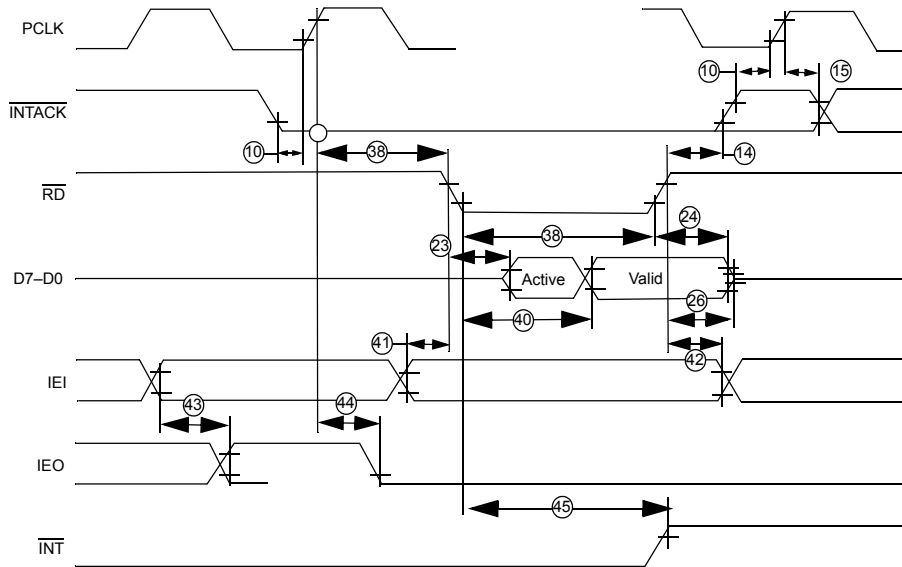 PCLK
10
15
INTACK
10
38
14
RD
24
23
38
D7–D0
Active
Valid
26
40
41
42
IEI
43
44
IEO
45
INT